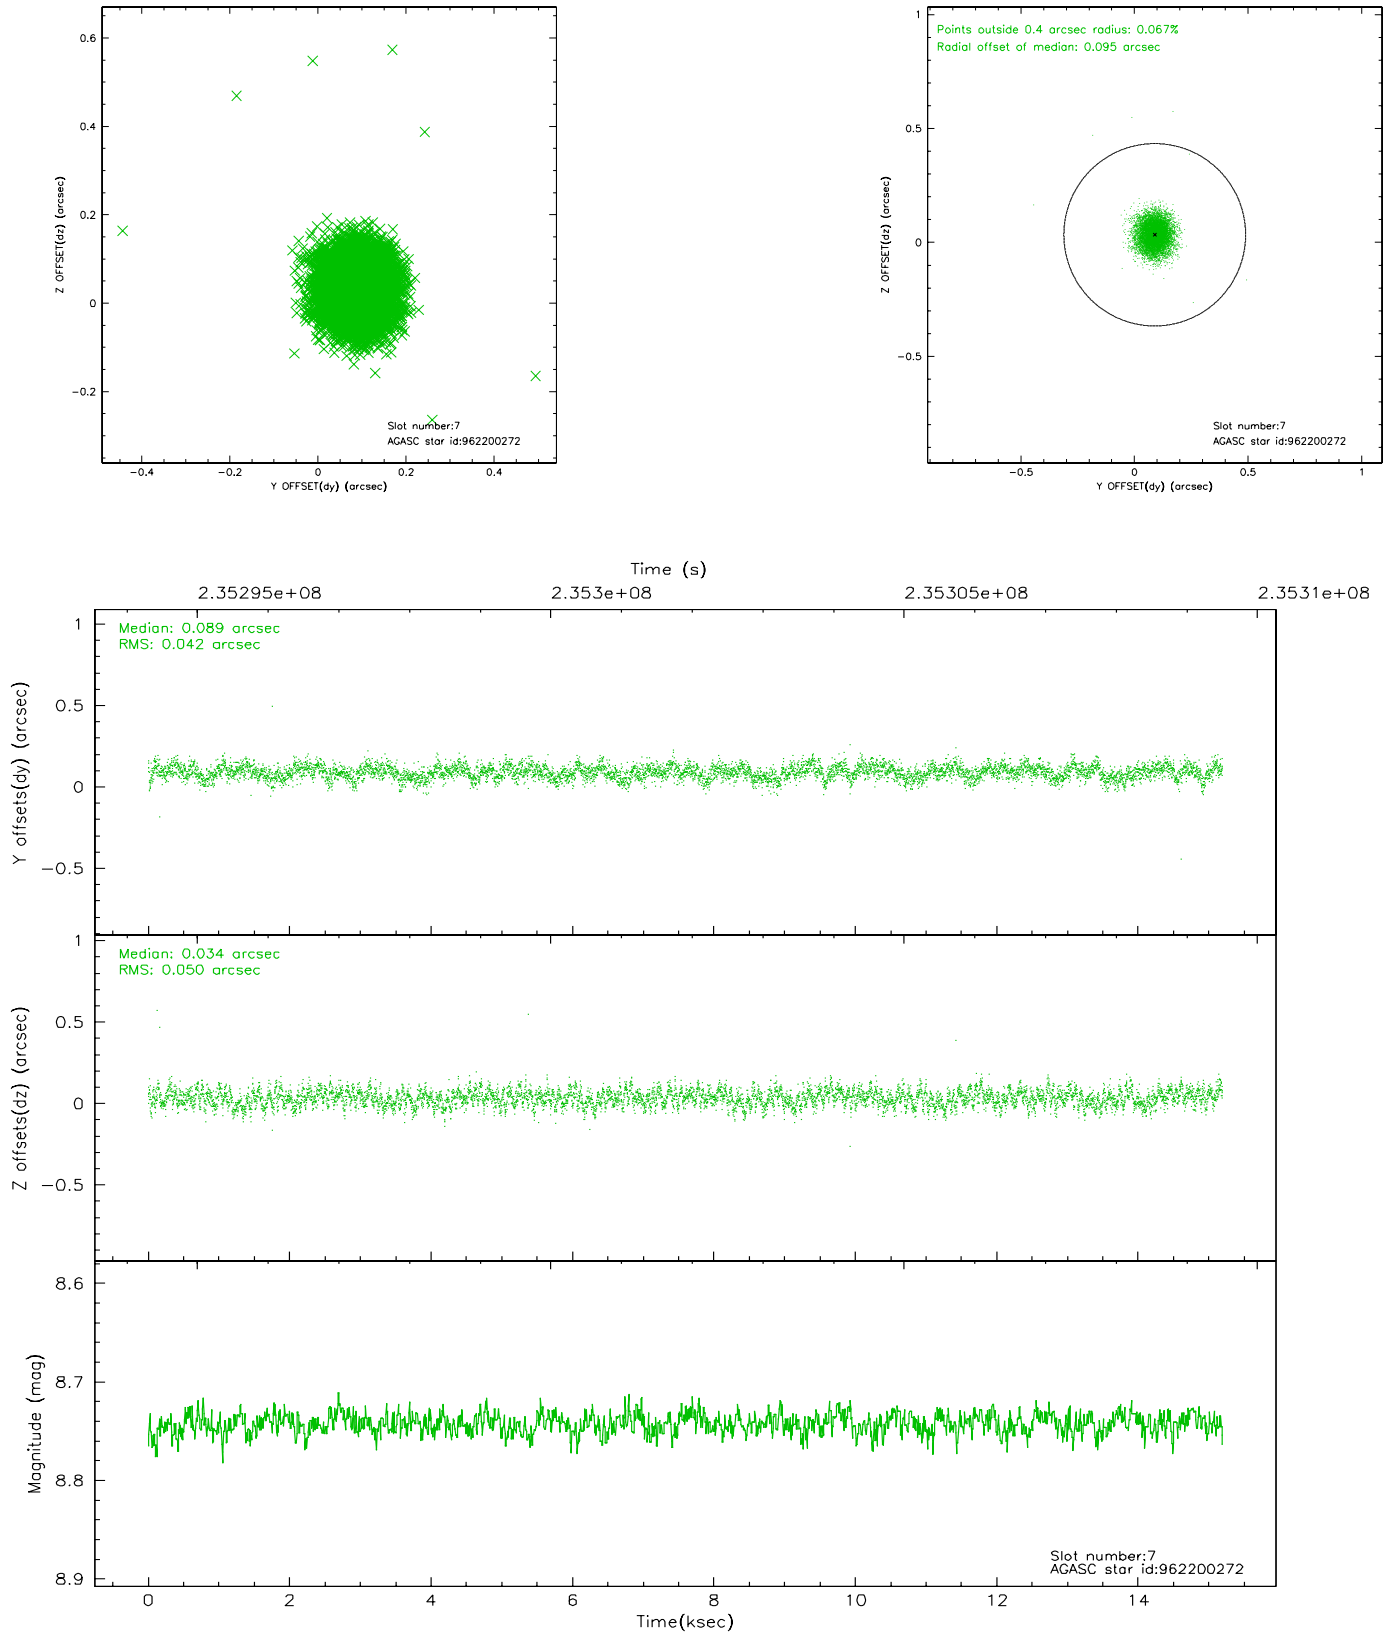 0.6
0.4
0.2
0
−0.2
Z OFFSET(dz) (arcsec)
−0.4
−0.2
0
0.2
0.4
Y OFFSET(dy) (arcsec)
Slot number:7
AGASC star id:962200272
Points outside 0.4 arcsec radius: 0.067%
Radial offset of median: 0.095 arcsec
1
0.5
0
−0.5
Z OFFSET(dz) (arcsec)
−0.5
0
0.5
1
Y OFFSET(dy) (arcsec)
Slot number:7
AGASC star id:962200272
Time (s)
2.35295e+08
2.353e+08
2.35305e+08
2.3531e+08
Median: 0.089 arcsec
RMS: 0.042 arcsec
1
0.5
0
−0.5
Y offsets(dy) (arcsec)
Median: 0.034 arcsec
RMS: 0.050 arcsec
1
0.5
0
−0.5
Z offsets(dz) (arcsec)
8.6
8.7
8.8
8.9
Magnitude (mag)
Slot number:7
AGASC star id:962200272
0
2
4
6
8
10
12
14
Time(ksec)